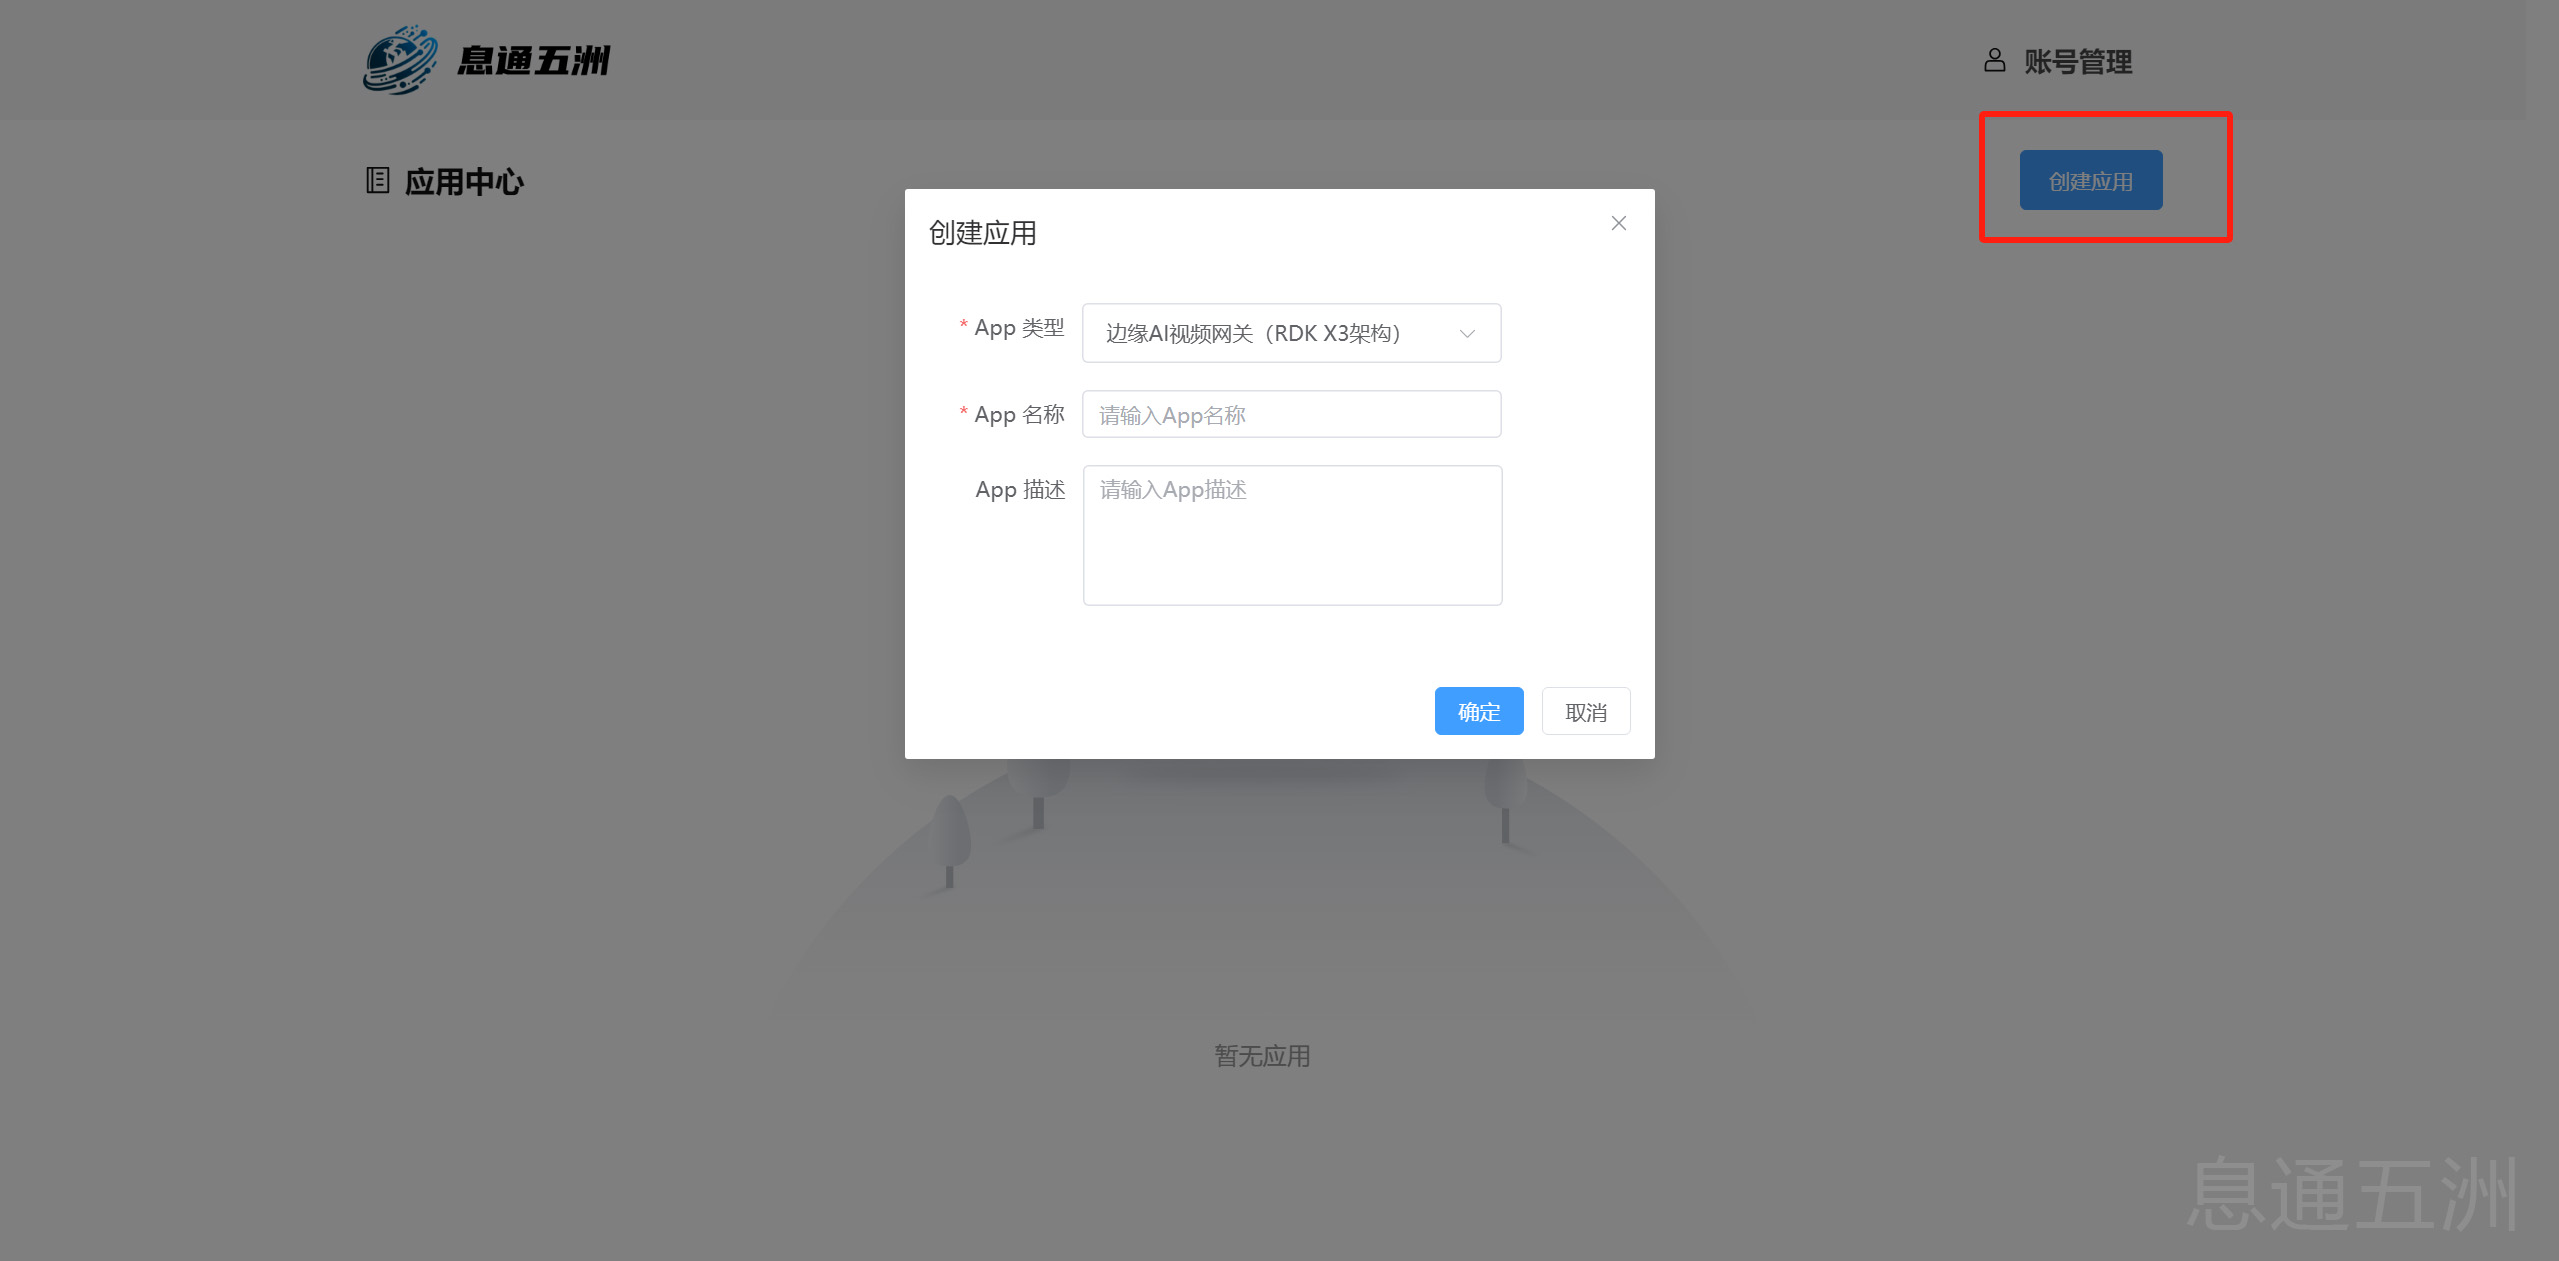 息通五洲
账号管理
应用中心
创建应用
创建应用
* App 类型
边缘AI视频网关（RDK X3架构）
* App 名称
请输入App名称
App 描述
请输入App描述
确定
取消
暂无应用
息通五洲